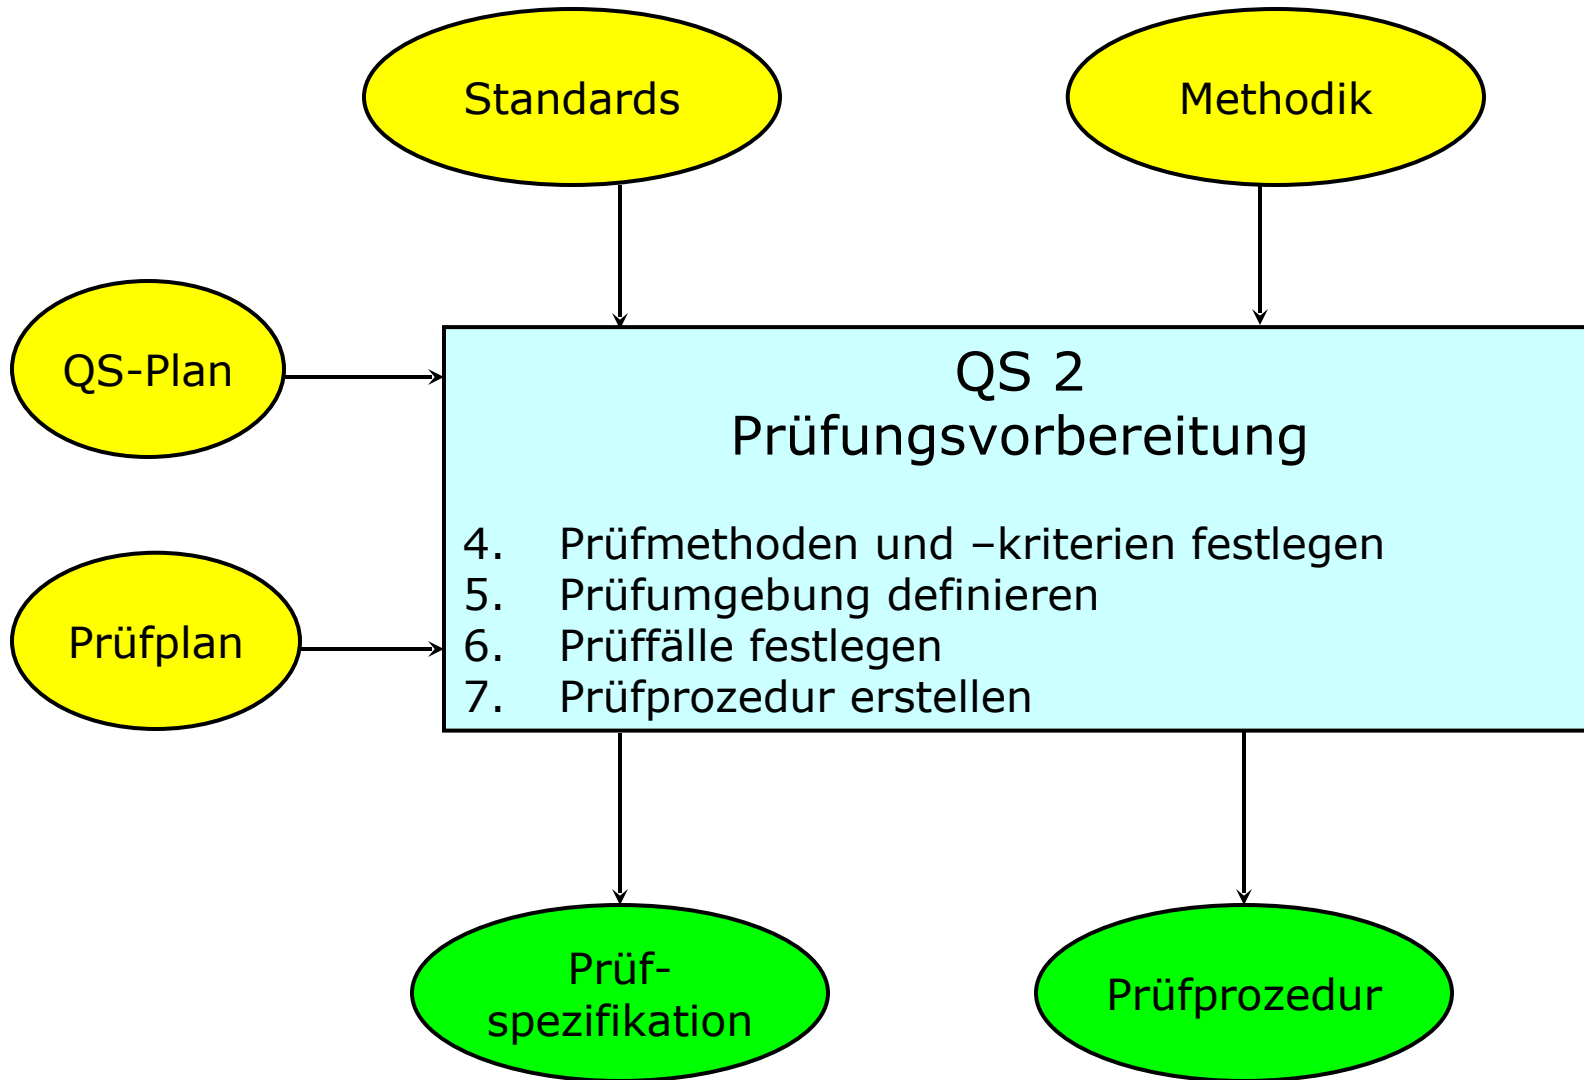 Standards
Methodik
QS-Plan
QS 2
Prüfungsvorbereitung
4. Prüfmethoden und –kriterien festlegen
5. Prüfumgebung definieren
6. Prüffälle festlegen
7. Prüfprozedur erstellen
Prüfplan
Prüf-
spezifikation
Prüfprozedur